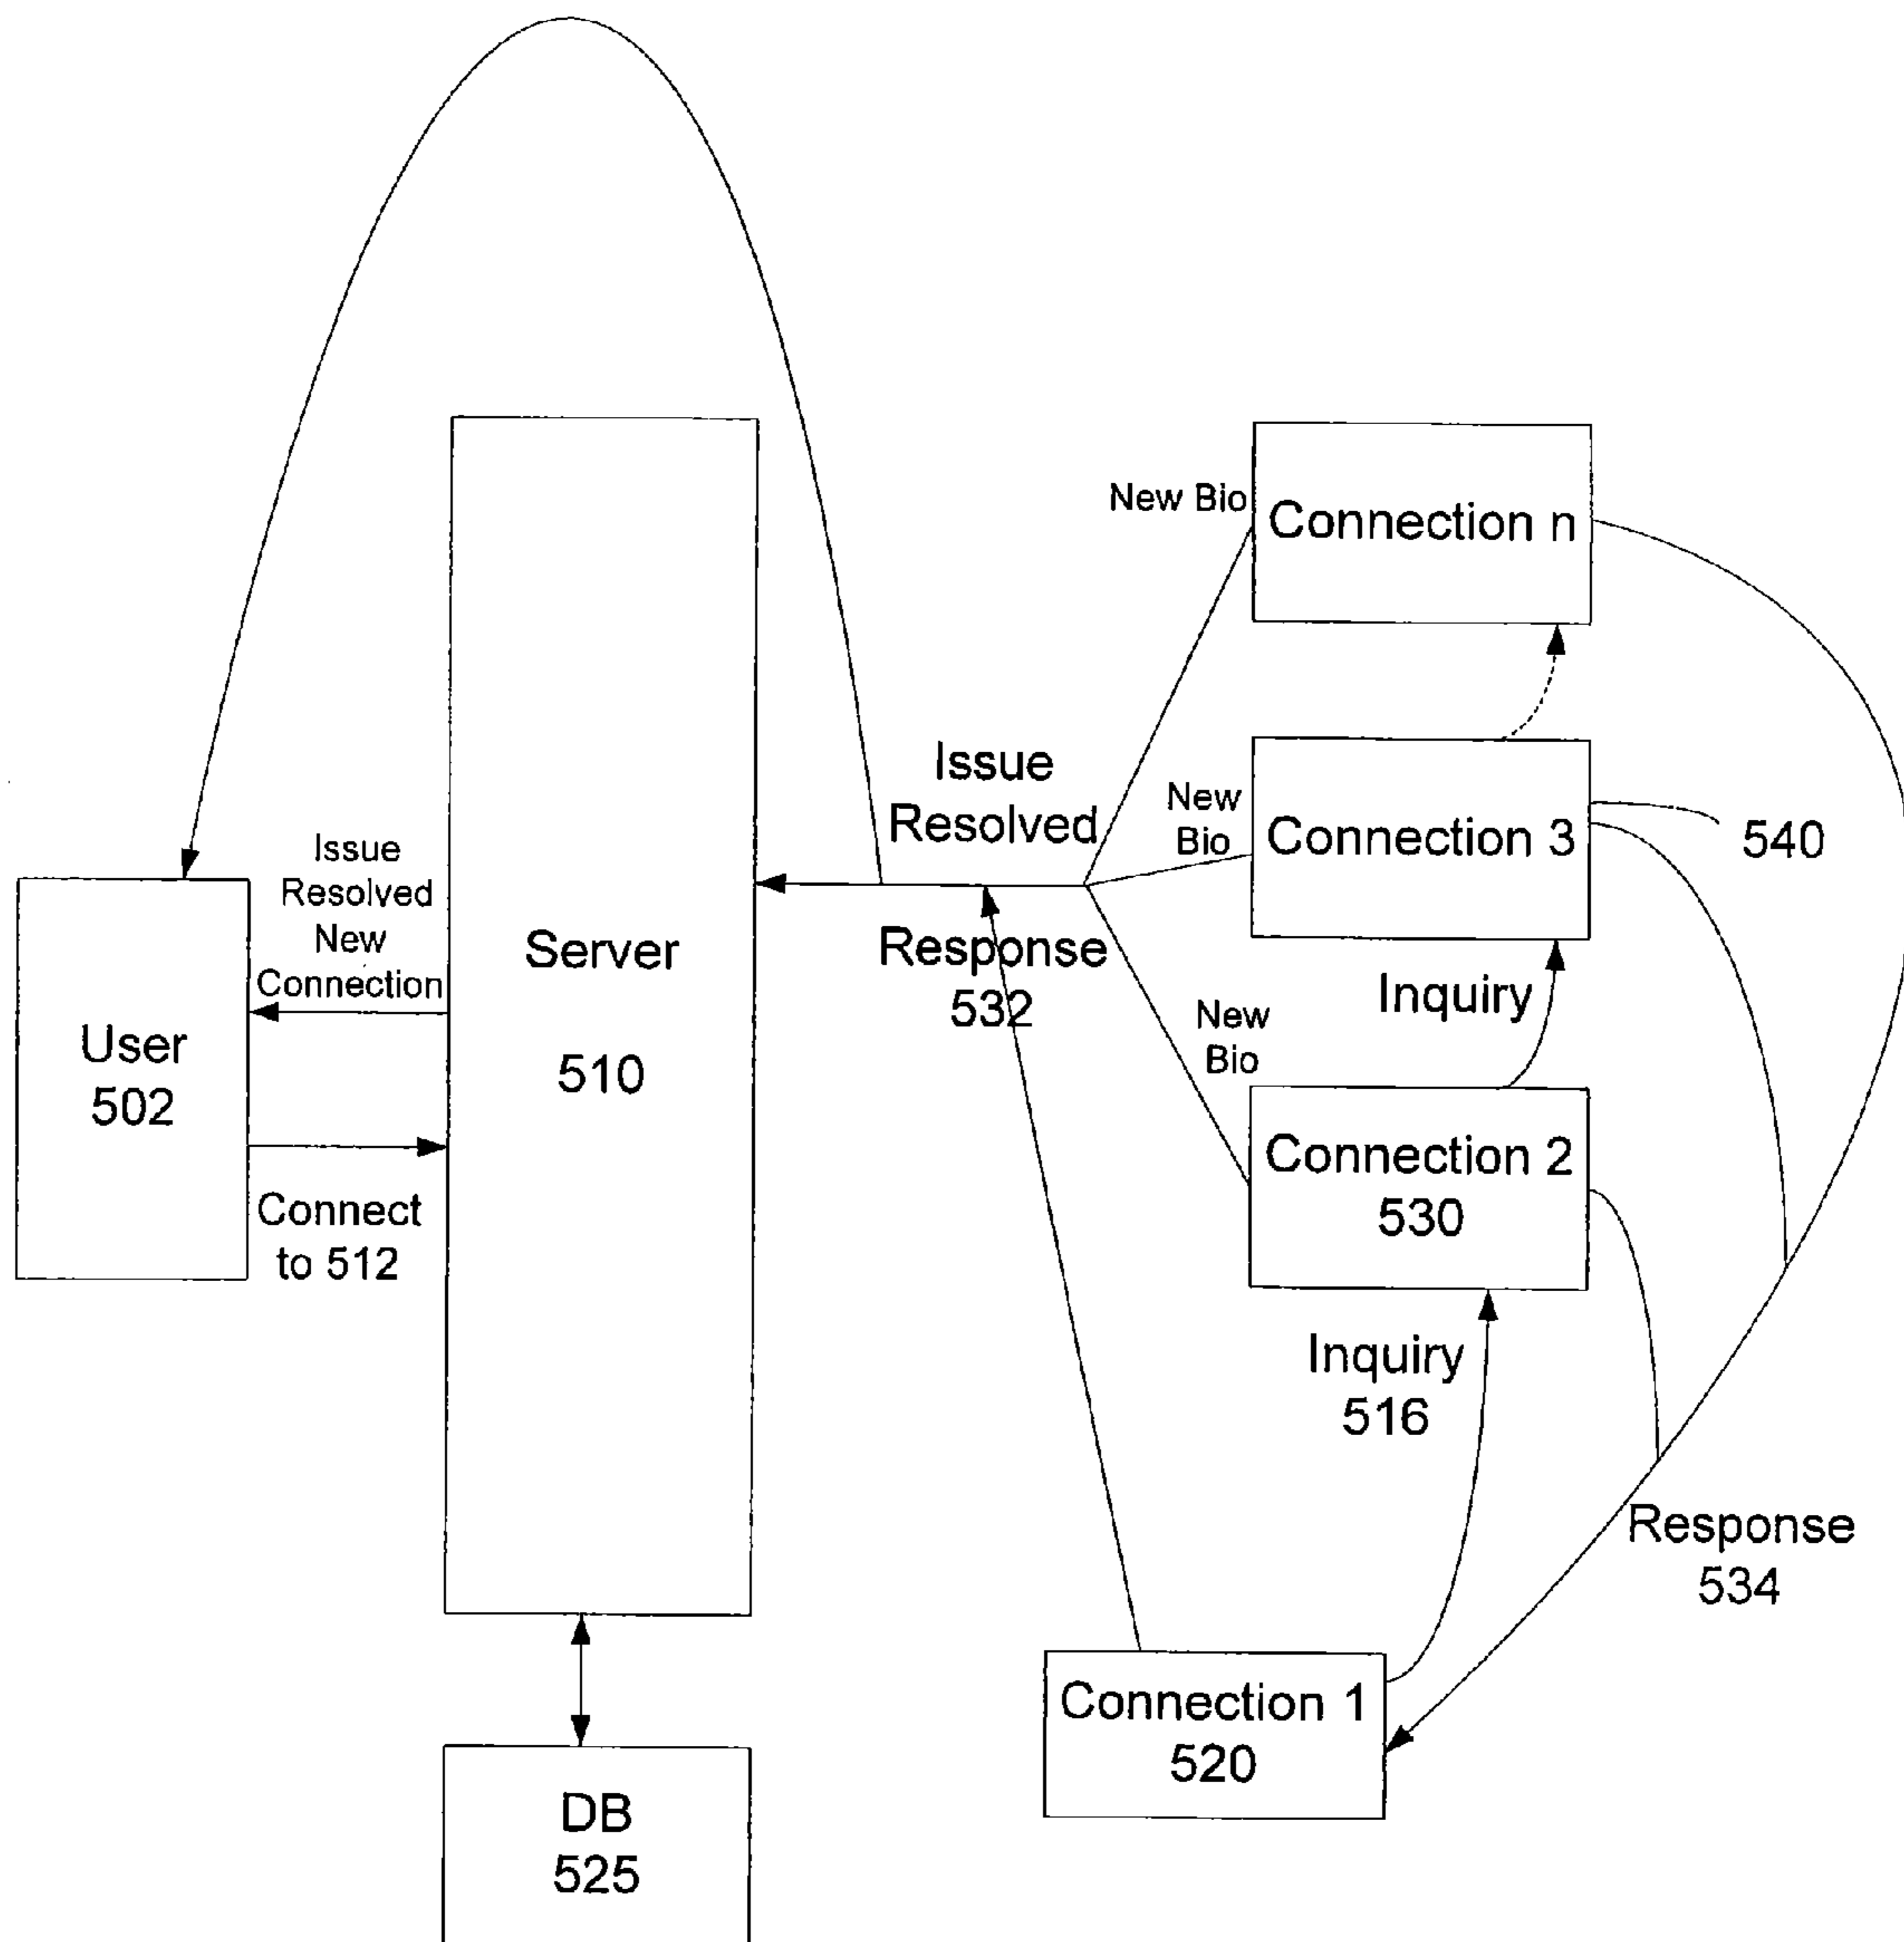 New Bio
Connection n
Issue
Resolved
New
Bio
Connection 3
540
Issue
Resolved
New
Connection
Server
510
Response
532
Inquiry
User
502
New
Bio
Connection 2
530
Connect
to 512
Inquiry
516
Response
534
Connection 1
520
DB
525